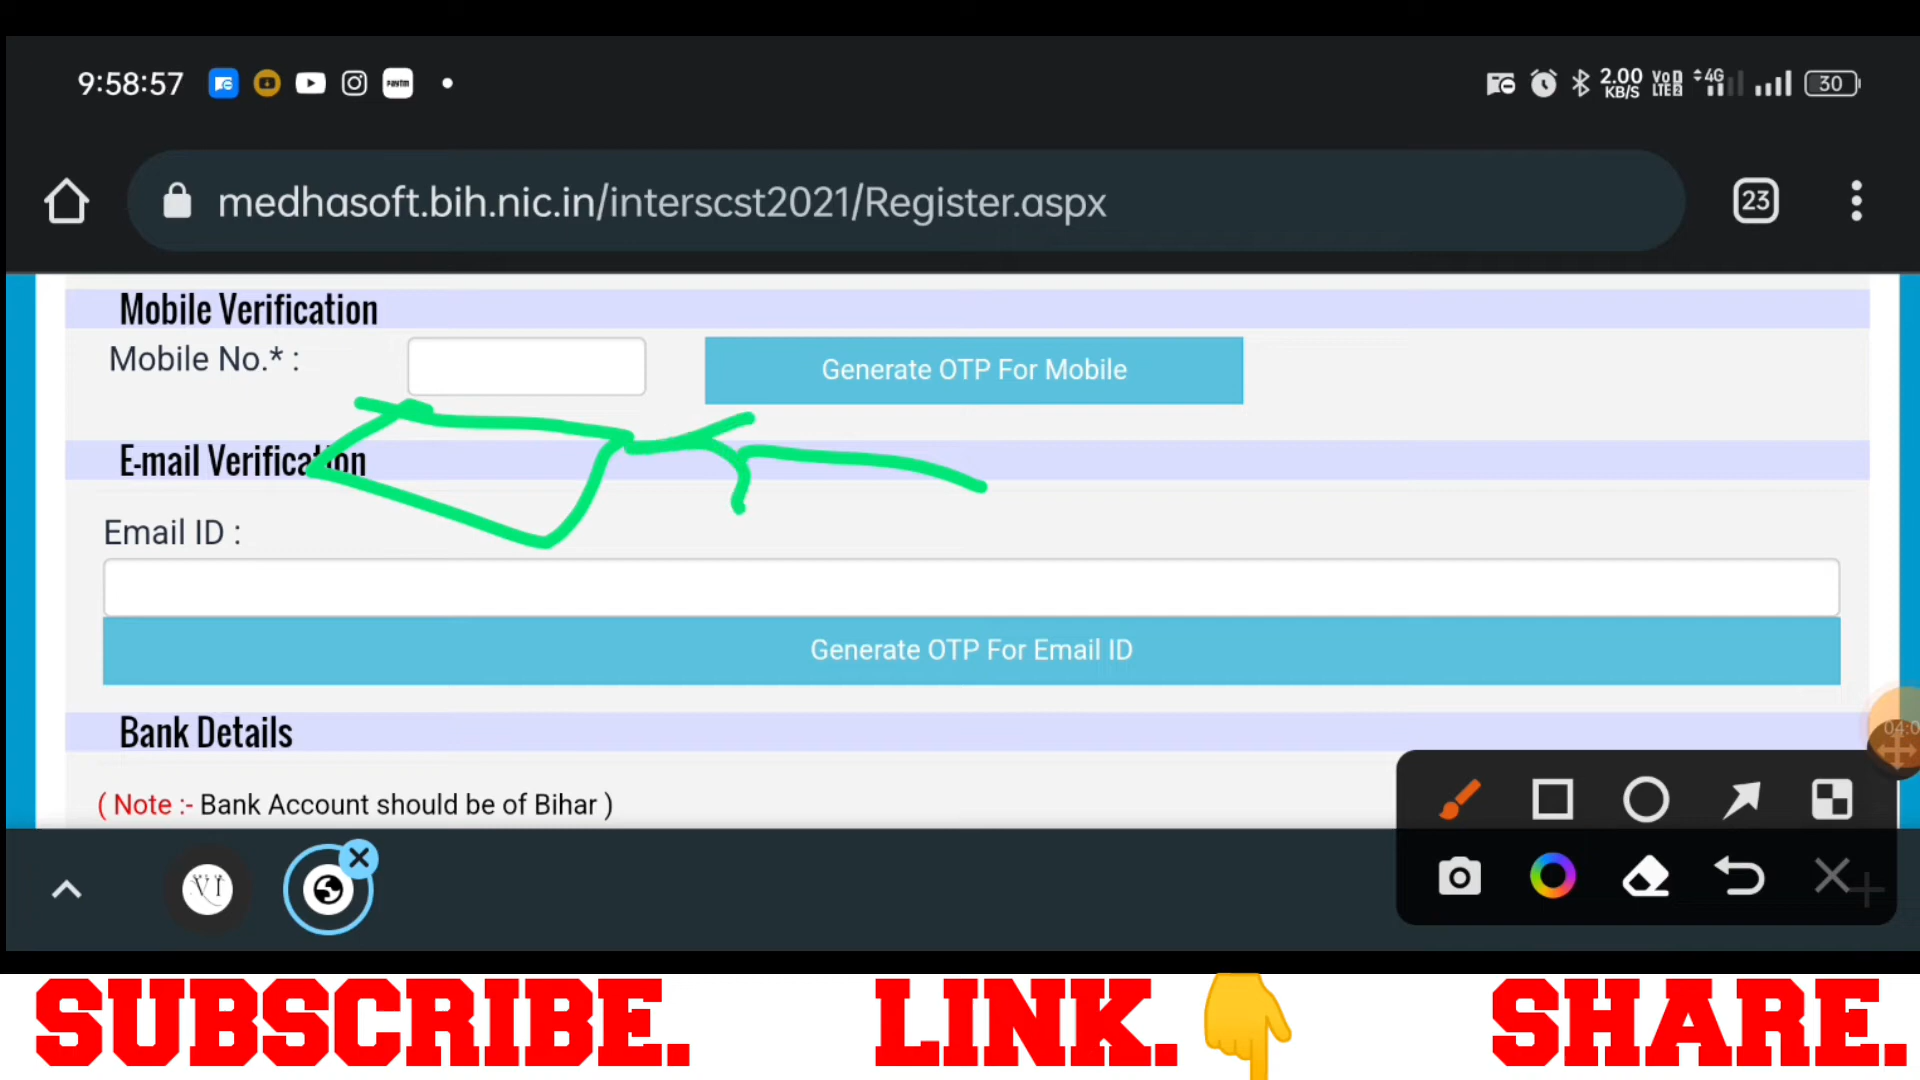 9:58:57
2.00 KB/S
4G
30
medhasoft.bih.nic.in/interscst2021/Register.aspx
23
Mobile Verification
Mobile No.* :
Generate OTP For Mobile
E-mail Verification
Email ID :
Generate OTP For Email ID
Bank Details
( Note :- Bank Account should be of Bihar )
SUBSCRIBE. LINK. SHARE.